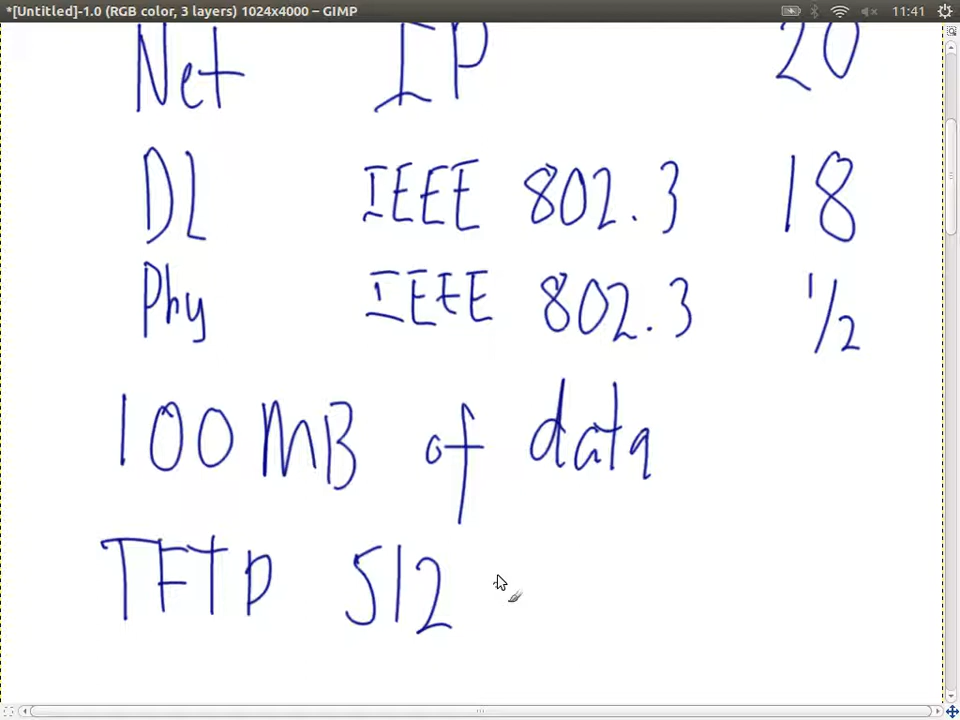 *[Untitled]-1.0 (RGB color, 3 layers) 1024x4000 – GIMP 11:41
Net IP 20
DL IEEE 802.3 18
Phy IEEE 802.3 1/2
100 MB of data
TFTP 512